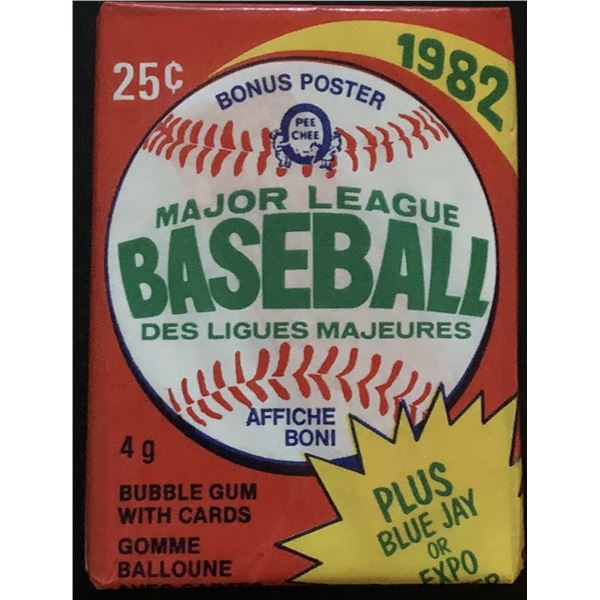 25¢
1982
BONUS POSTER
PEE
CHEE
MAJOR LEAGUE
BASEBALL
DES LIGUES MAJEURES
AFFICHE
BONI
4 g
BUBBLE GUM
WITH CARDS
GOMME
BALLOUNE
PLUS
BLUE JAY
OR
EXPO